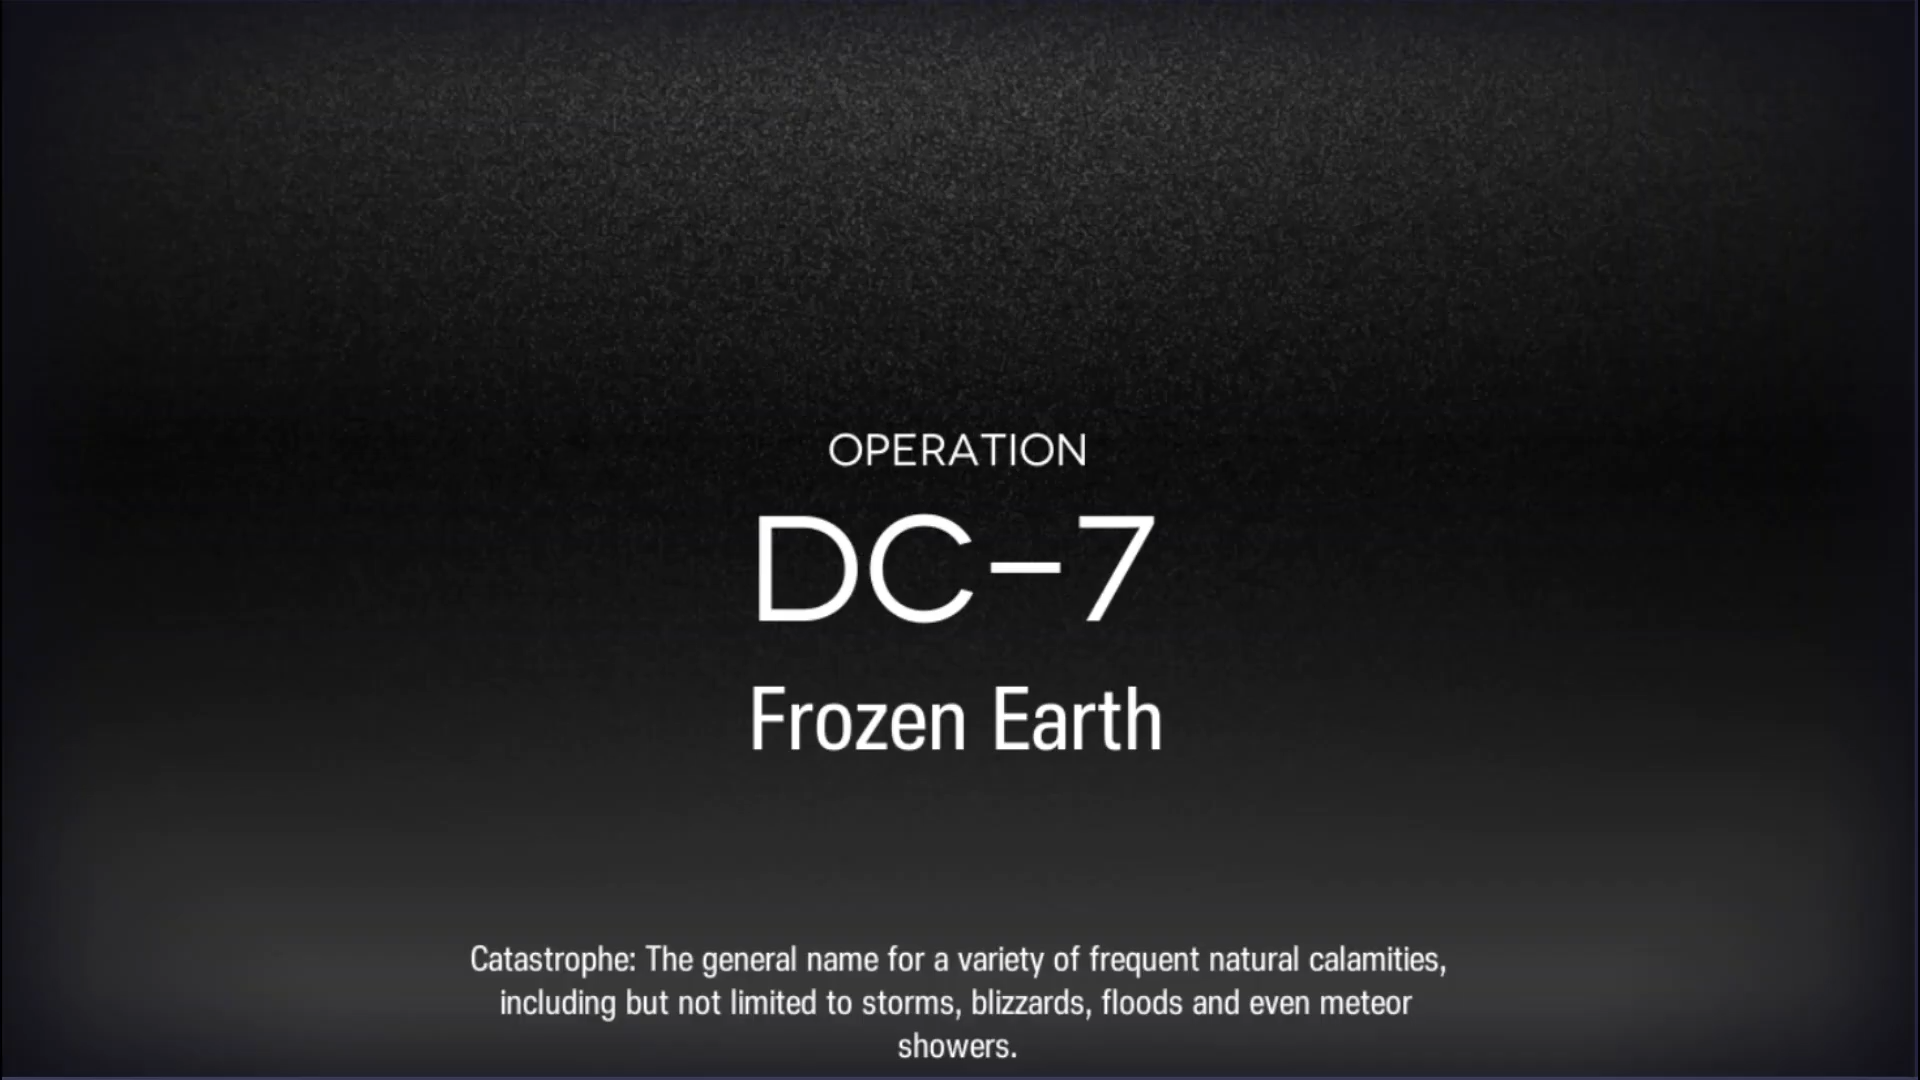 OPERATION
DC-7
Frozen Earth
Catastrophe: The general name for a variety of frequent natural calamities,
including but not limited to storms, blizzards, floods and even meteor
showers.